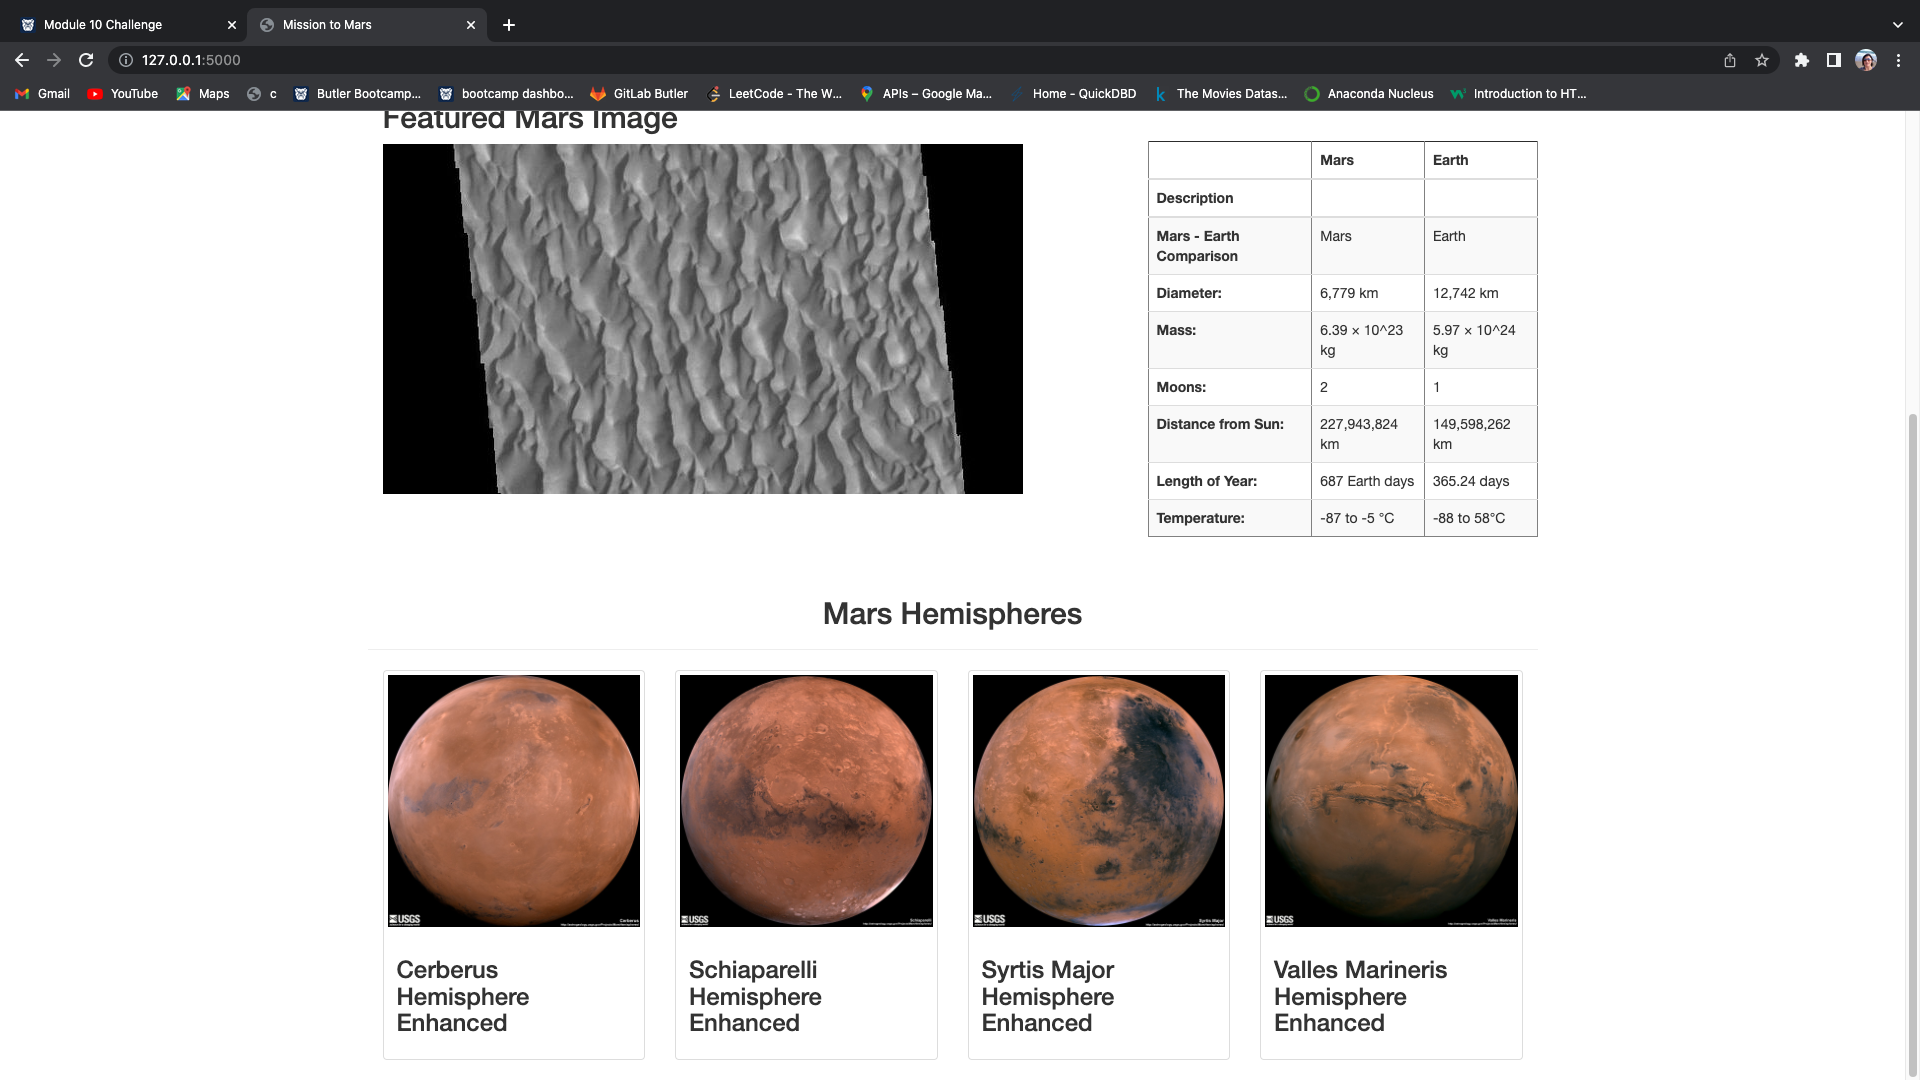 Module 10 Challenge
Mission to Mars
127.0.0.1:5000
Gmail
YouTube
Maps
c
Butler Bootcamp...
bootcamp dashbo...
GitLab Butler
LeetCode - The W...
APIs – Google Ma...
Home - QuickDBD
k
The Movies Datas...
Anaconda Nucleus
Introduction to HT...
Featured Mars Image
Mars Earth
Description
Mars - Earth Mars Earth
Comparison
Diameter: 6,779 km 12,742 km
Mass: 6.39 × 10^23 5.97 × 10^24
kg kg
Moons: 2 1
Distance from Sun: 227,943,824 149,598,262
km km
Length of Year: 687 Earth days 365.24 days
Temperature: -87 to -5 °C -88 to 58°C
Mars Hemispheres
USGS
Cerberus
Cerberus
Hemisphere
Enhanced
USGS
Schiaparelli
Schiaparelli
Hemisphere
Enhanced
USGS
Syrtis Major
Syrtis Major
Hemisphere
Enhanced
USGS
Valles Marineris
Valles Marineris
Hemisphere
Enhanced